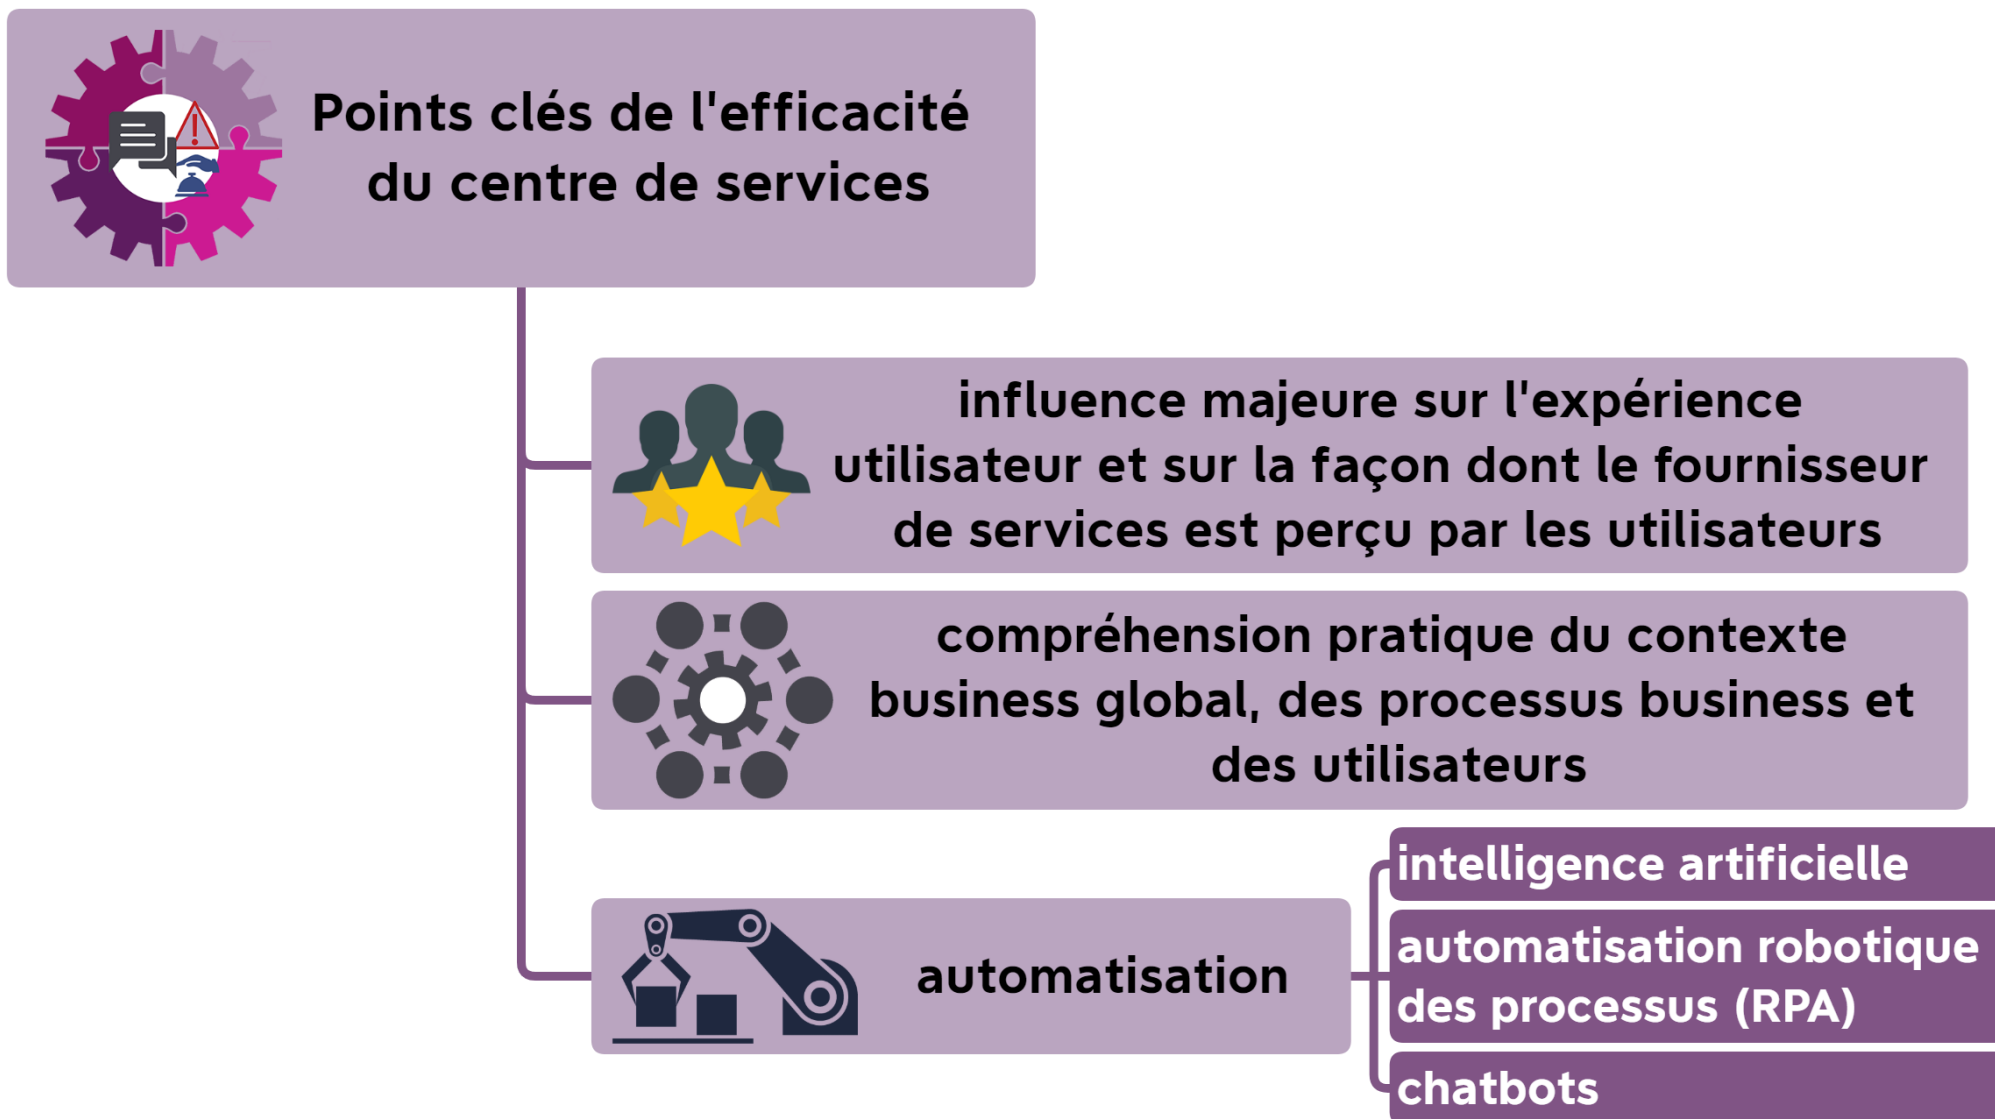 Points clés de l'efficacité
du centre de services
influence majeure sur l'expérience
utilisateur et sur la façon dont le fournisseur
de services est perçu par les utilisateurs
compréhension pratique du contexte
business global, des processus business et
des utilisateurs
automatisation
intelligence artificielle
automatisation robotique
des processus (RPA)
chatbots